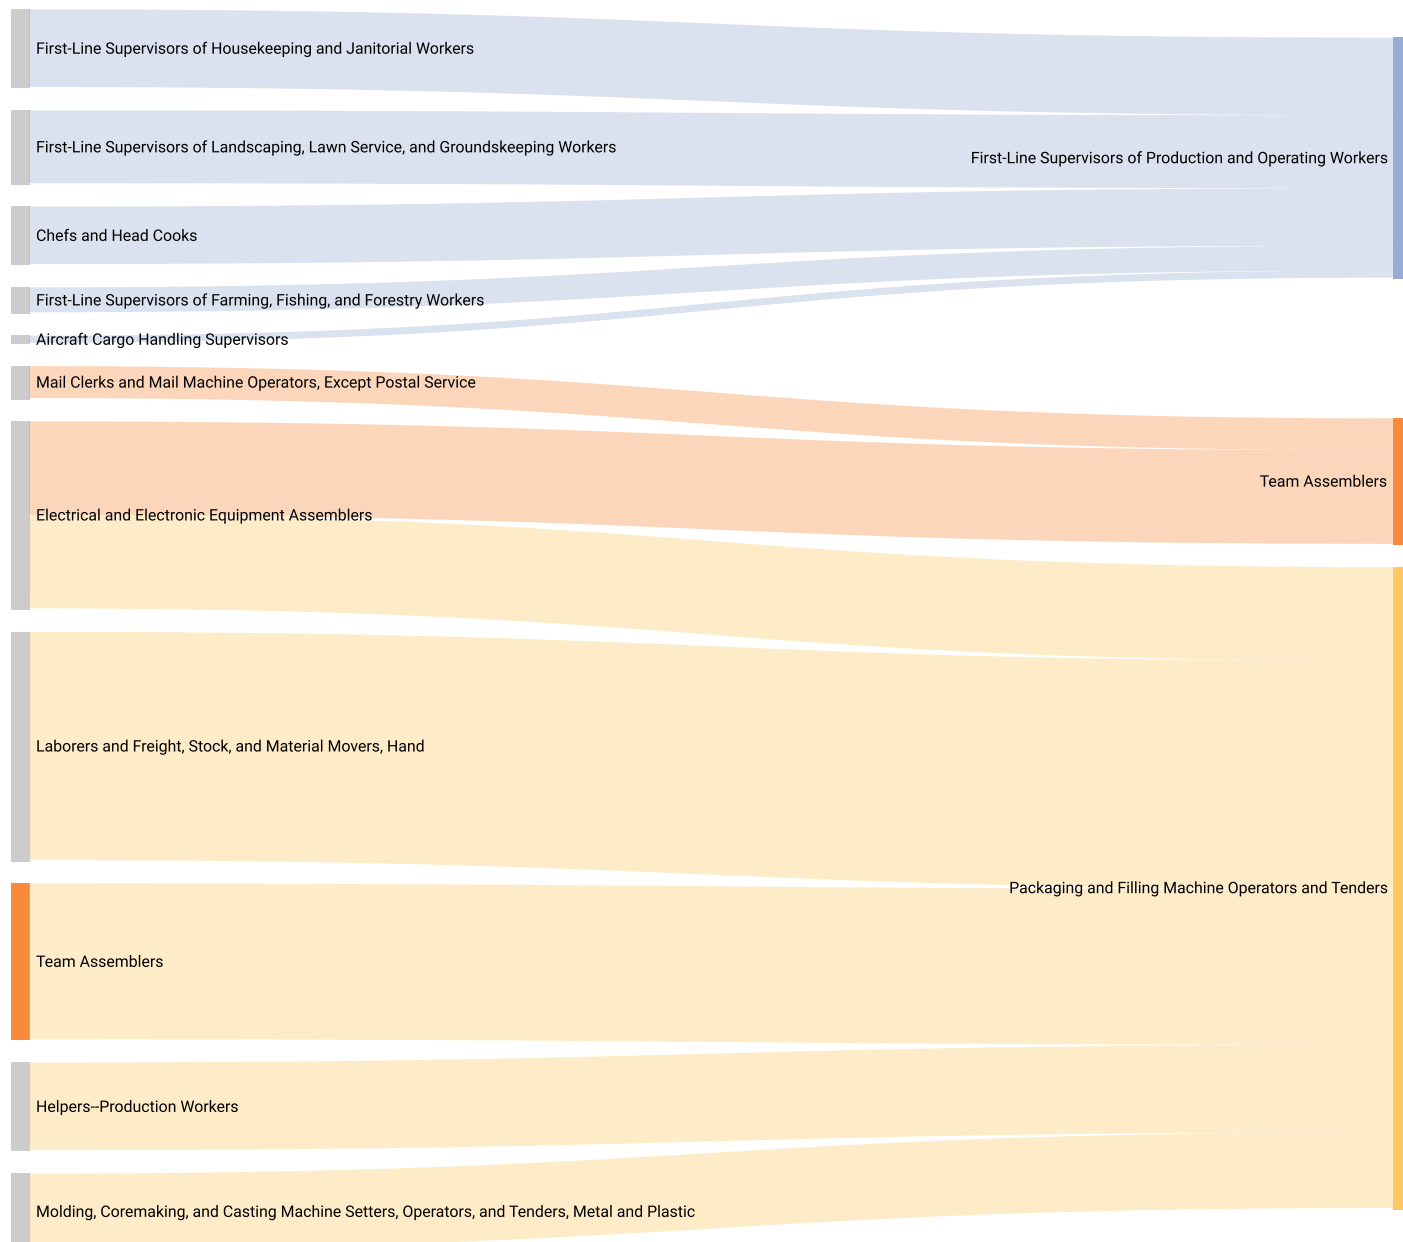 First-Line Supervisors of Housekeeping and Janitorial Workers
First-Line Supervisors of Landscaping, Lawn Service, and Groundskeeping Workers
First-Line Supervisors of Production and Operating Workers
Chefs and Head Cooks
First-Line Supervisors of Farming, Fishing, and Forestry Workers
Aircraft Cargo Handling Supervisors
Mail Clerks and Mail Machine Operators, Except Postal Service
Team Assemblers
Electrical and Electronic Equipment Assemblers
Laborers and Freight, Stock, and Material Movers, Hand
Packaging and Filling Machine Operators and Tenders
Team Assemblers
Helpers--Production Workers
Molding, Coremaking, and Casting Machine Setters, Operators, and Tenders, Metal and Plastic